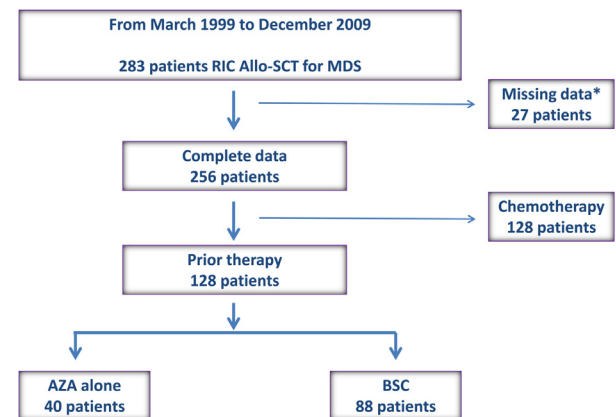 From March 1999 to December 2009
283 patients RIC Allo-SCT for MDS
Missing data*
27 patients
Complete data
256 patients
Chemotherapy
128 patients
Prior therapy
128 patients
AZA alone
40 patients
BSC
88 patients